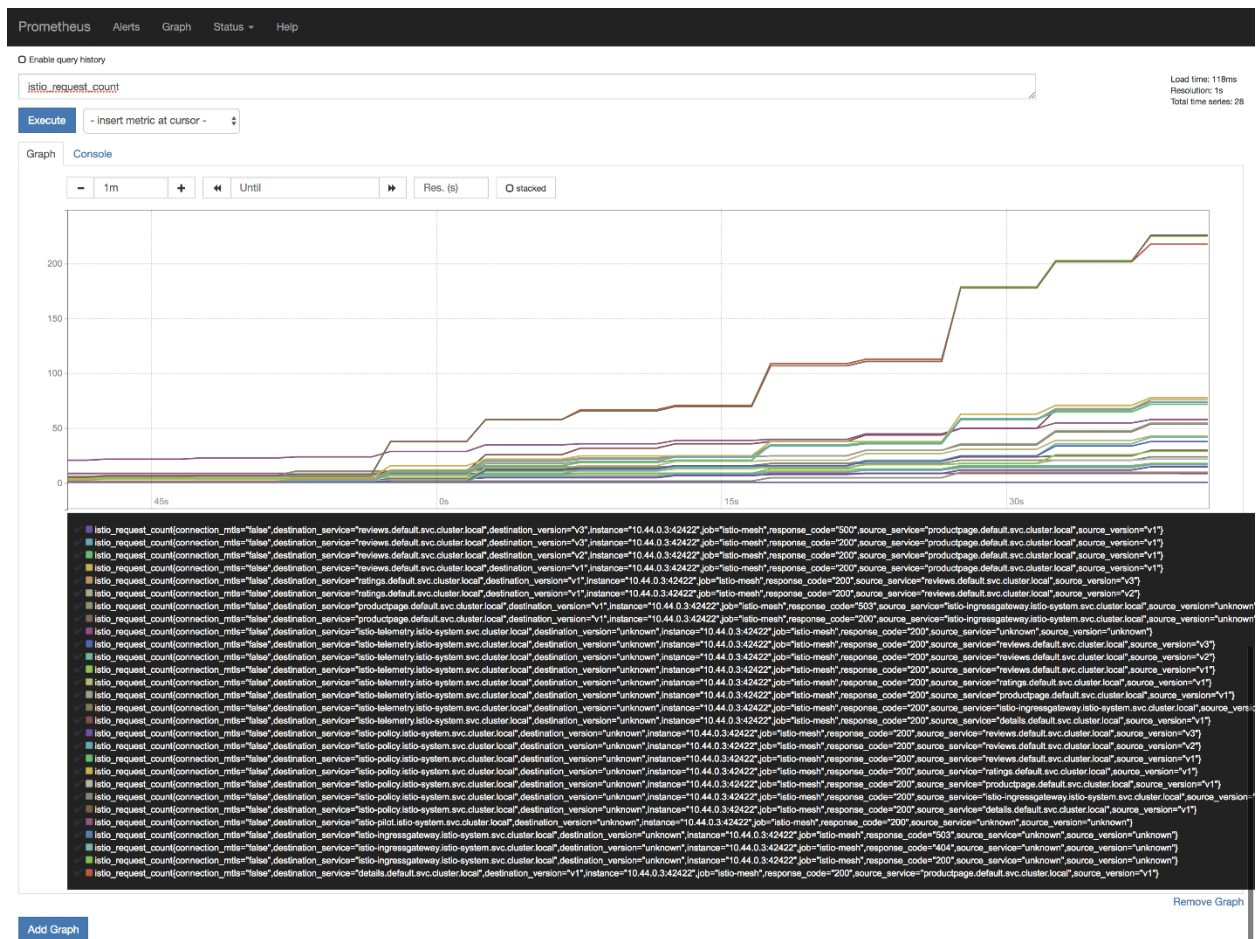 Prometheus Alerts Graph Status Help
Enable query history
istio_request_count
Load time: 118ms
Resolution: 1s
Total time series: 28
Execute - insert metric at cursor -
Graph Console
1m Until Res. (s) stacked
200
150
100
50
0
45s 0s 15s 30s
istio_request_count{connection_mtls="false",destination_service="reviews.default.svc.cluster.local",destination_version="v3",instance="10.44.0.3:42422",job="istio-mesh",response_code="500",source_service="productpage.default.svc.cluster.local",source_version="v1"}
istio_request_count{connection_mtls="false",destination_service="reviews.default.svc.cluster.local",destination_version="v3",instance="10.44.0.3:42422",job="istio-mesh",response_code="200",source_service="productpage.default.svc.cluster.local",source_version="v1"}
istio_request_count{connection_mtls="false",destination_service="reviews.default.svc.cluster.local",destination_version="v2",instance="10.44.0.3:42422",job="istio-mesh",response_code="200",source_service="productpage.default.svc.cluster.local",source_version="v1"}
istio_request_count{connection_mtls="false",destination_service="reviews.default.svc.cluster.local",destination_version="v1",instance="10.44.0.3:42422",job="istio-mesh",response_code="200",source_service="productpage.default.svc.cluster.local",source_version="v1"}
istio_request_count{connection_mtls="false",destination_service="ratings.default.svc.cluster.local",destination_version="v1",instance="10.44.0.3:42422",job="istio-mesh",response_code="200",source_service="reviews.default.svc.cluster.local",source_version="v3"}
istio_request_count{connection_mtls="false",destination_service="ratings.default.svc.cluster.local",destination_version="v1",instance="10.44.0.3:42422",job="istio-mesh",response_code="200",source_service="reviews.default.svc.cluster.local",source_version="v2"}
istio_request_count{connection_mtls="false",destination_service="productpage.default.svc.cluster.local",destination_version="v1",instance="10.44.0.3:42422",job="istio-mesh",response_code="503",source_service="istio-ingressgateway.istio-system.svc.cluster.local",source_version="unknown"
istio_request_count{connection_mtls="false",destination_service="productpage.default.svc.cluster.local",destination_version="v1",instance="10.44.0.3:42422",job="istio-mesh",response_code="200",source_service="istio-ingressgateway.istio-system.svc.cluster.local",source_version="unknown"
istio_request_count{connection_mtls="false",destination_service="istio-telemetry.istio-system.svc.cluster.local",destination_version="unknown",instance="10.44.0.3:42422",job="istio-mesh",response_code="200",source_service="unknown",source_version="unknown"}
istio_request_count{connection_mtls="false",destination_service="istio-telemetry.istio-system.svc.cluster.local",destination_version="unknown",instance="10.44.0.3:42422",job="istio-mesh",response_code="200",source_service="reviews.default.svc.cluster.local",source_version="v3"}
istio_request_count{connection_mtls="false",destination_service="istio-telemetry.istio-system.svc.cluster.local",destination_version="unknown",instance="10.44.0.3:42422",job="istio-mesh",response_code="200",source_service="reviews.default.svc.cluster.local",source_version="v2"}
istio_request_count{connection_mtls="false",destination_service="istio-telemetry.istio-system.svc.cluster.local",destination_version="unknown",instance="10.44.0.3:42422",job="istio-mesh",response_code="200",source_service="reviews.default.svc.cluster.local",source_version="v1"}
istio_request_count{connection_mtls="false",destination_service="istio-telemetry.istio-system.svc.cluster.local",destination_version="unknown",instance="10.44.0.3:42422",job="istio-mesh",response_code="200",source_service="ratings.default.svc.cluster.local",source_version="v1"}
istio_request_count{connection_mtls="false",destination_service="istio-telemetry.istio-system.svc.cluster.local",destination_version="unknown",instance="10.44.0.3:42422",job="istio-mesh",response_code="200",source_service="productpage.default.svc.cluster.local",source_version="v1"}
istio_request_count{connection_mtls="false",destination_service="istio-telemetry.istio-system.svc.cluster.local",destination_version="unknown",instance="10.44.0.3:42422",job="istio-mesh",response_code="200",source_service="istio-ingressgateway.istio-system.svc.cluster.local",source_versio
istio_request_count{connection_mtls="false",destination_service="istio-telemetry.istio-system.svc.cluster.local",destination_version="unknown",instance="10.44.0.3:42422",job="istio-mesh",response_code="200",source_service="details.default.svc.cluster.local",source_version="v1"}
istio_request_count{connection_mtls="false",destination_service="istio-policy.istio-system.svc.cluster.local",destination_version="unknown",instance="10.44.0.3:42422",job="istio-mesh",response_code="200",source_service="reviews.default.svc.cluster.local",source_version="v3"}
istio_request_count{connection_mtls="false",destination_service="istio-policy.istio-system.svc.cluster.local",destination_version="unknown",instance="10.44.0.3:42422",job="istio-mesh",response_code="200",source_service="reviews.default.svc.cluster.local",source_version="v2"}
istio_request_count{connection_mtls="false",destination_service="istio-policy.istio-system.svc.cluster.local",destination_version="unknown",instance="10.44.0.3:42422",job="istio-mesh",response_code="200",source_service="reviews.default.svc.cluster.local",source_version="v1"}
istio_request_count{connection_mtls="false",destination_service="istio-policy.istio-system.svc.cluster.local",destination_version="unknown",instance="10.44.0.3:42422",job="istio-mesh",response_code="200",source_service="ratings.default.svc.cluster.local",source_version="v1"}
istio_request_count{connection_mtls="false",destination_service="istio-policy.istio-system.svc.cluster.local",destination_version="unknown",instance="10.44.0.3:42422",job="istio-mesh",response_code="200",source_service="productpage.default.svc.cluster.local",source_version="v1"}
istio_request_count{connection_mtls="false",destination_service="istio-policy.istio-system.svc.cluster.local",destination_version="unknown",instance="10.44.0.3:42422",job="istio-mesh",response_code="200",source_service="istio-ingressgateway.istio-system.svc.cluster.local",source_version="
istio_request_count{connection_mtls="false",destination_service="istio-policy.istio-system.svc.cluster.local",destination_version="unknown",instance="10.44.0.3:42422",job="istio-mesh",response_code="200",source_service="details.default.svc.cluster.local",source_version="v1"}
istio_request_count{connection_mtls="false",destination_service="istio-pilot.istio-system.svc.cluster.local",destination_version="unknown",instance="10.44.0.3:42422",job="istio-mesh",response_code="200",source_service="unknown",source_version="unknown"}
istio_request_count{connection_mtls="false",destination_service="istio-ingressgateway.istio-system.svc.cluster.local",destination_version="unknown",instance="10.44.0.3:42422",job="istio-mesh",response_code="503",source_service="unknown",source_version="unknown"}
istio_request_count{connection_mtls="false",destination_service="istio-ingressgateway.istio-system.svc.cluster.local",destination_version="unknown",instance="10.44.0.3:42422",job="istio-mesh",response_code="404",source_service="unknown",source_version="unknown"}
istio_request_count{connection_mtls="false",destination_service="istio-ingressgateway.istio-system.svc.cluster.local",destination_version="unknown",instance="10.44.0.3:42422",job="istio-mesh",response_code="200",source_service="unknown",source_version="unknown"}
istio_request_count{connection_mtls="false",destination_service="details.default.svc.cluster.local",destination_version="v1",instance="10.44.0.3:42422",job="istio-mesh",response_code="200",source_service="productpage.default.svc.cluster.local",source_version="v1"}
Remove Graph
Add Graph